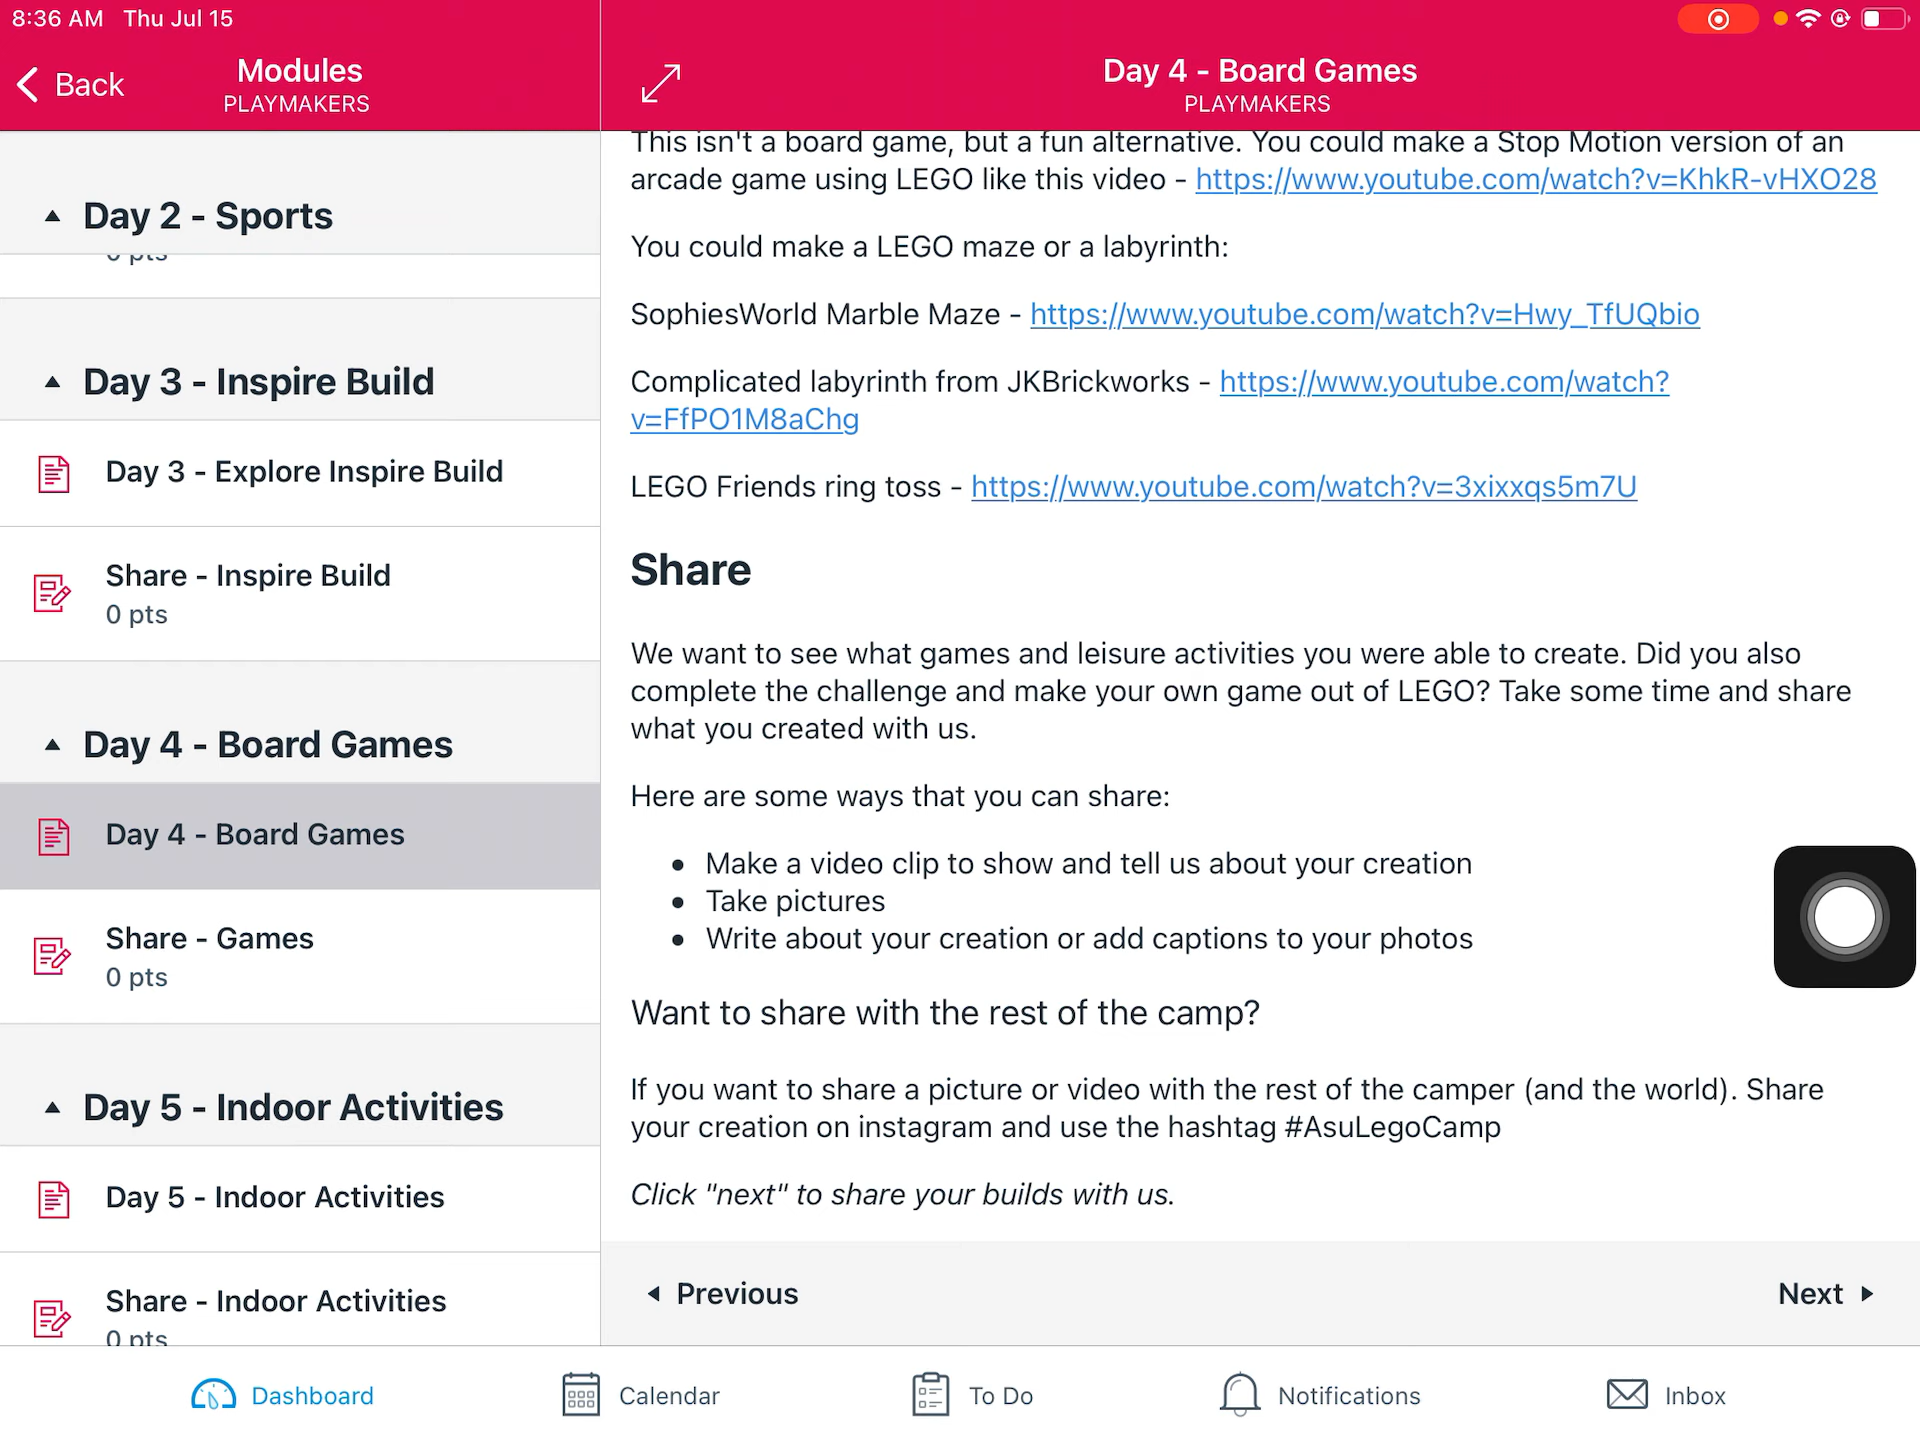 8:36 AM Thu Jul 15
Back
Modules
PLAYMAKERS
Day 4 - Board Games
PLAYMAKERS
Day 2 - Sports
0 pts
Day 3 - Inspire Build
Day 3 - Explore Inspire Build
Share - Inspire Build
0 pts
Day 4 - Board Games
Day 4 - Board Games
Share - Games
0 pts
Day 5 - Indoor Activities
Day 5 - Indoor Activities
Share - Indoor Activities
0 pts
This isn't a board game, but a fun alternative. You could make a Stop Motion version of an
arcade game using LEGO like this video - https://www.youtube.com/watch?v=KhkR-vHXO28
You could make a LEGO maze or a labyrinth:
SophiesWorld Marble Maze - https://www.youtube.com/watch?v=Hwy_TfUQbio
Complicated labyrinth from JKBrickworks - https://www.youtube.com/watch?
v=FfPO1M8aChg
LEGO Friends ring toss - https://www.youtube.com/watch?v=3xixxqs5m7U
Share
We want to see what games and leisure activities you were able to create. Did you also
complete the challenge and make your own game out of LEGO? Take some time and share
what you created with us.
Here are some ways that you can share:
• Make a video clip to show and tell us about your creation
• Take pictures
• Write about your creation or add captions to your photos
Want to share with the rest of the camp?
If you want to share a picture or video with the rest of the camper (and the world). Share
your creation on instagram and use the hashtag #AsuLegoCamp
Click "next" to share your builds with us.
Previous
Next
Dashboard
Calendar
To Do
Notifications
Inbox